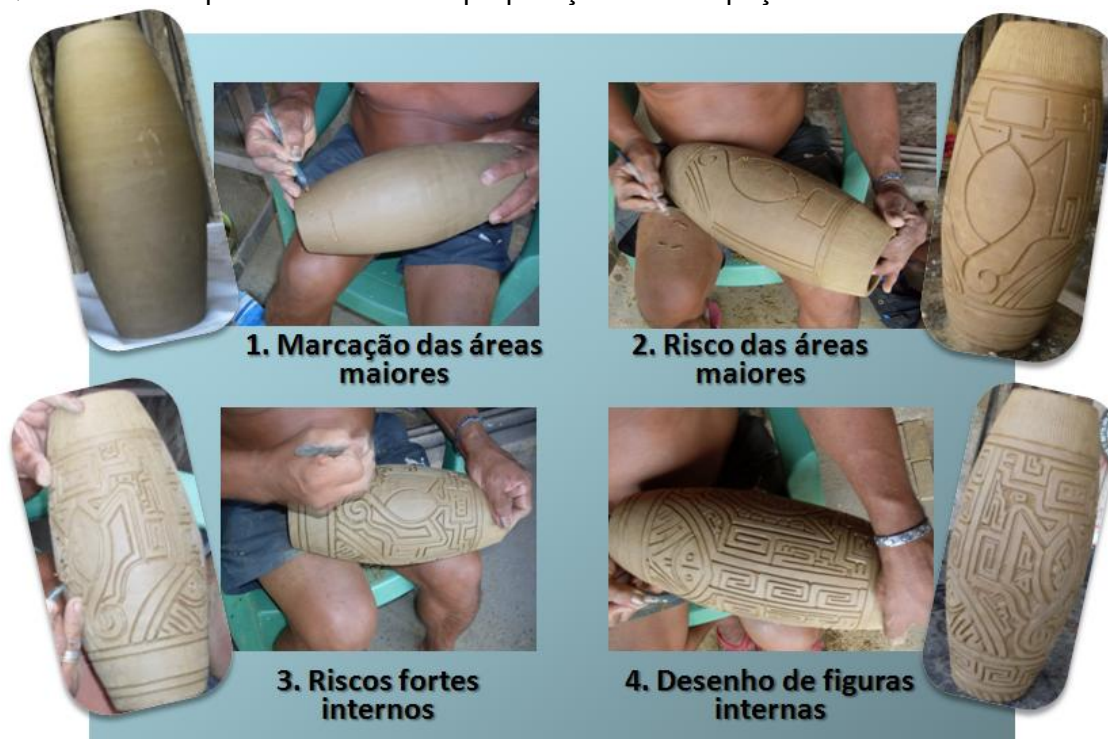 1. Marcação das áreas
maiores
2. Risco das áreas
maiores
3. Riscos fortes
internos
4. Desenho de figuras
internas